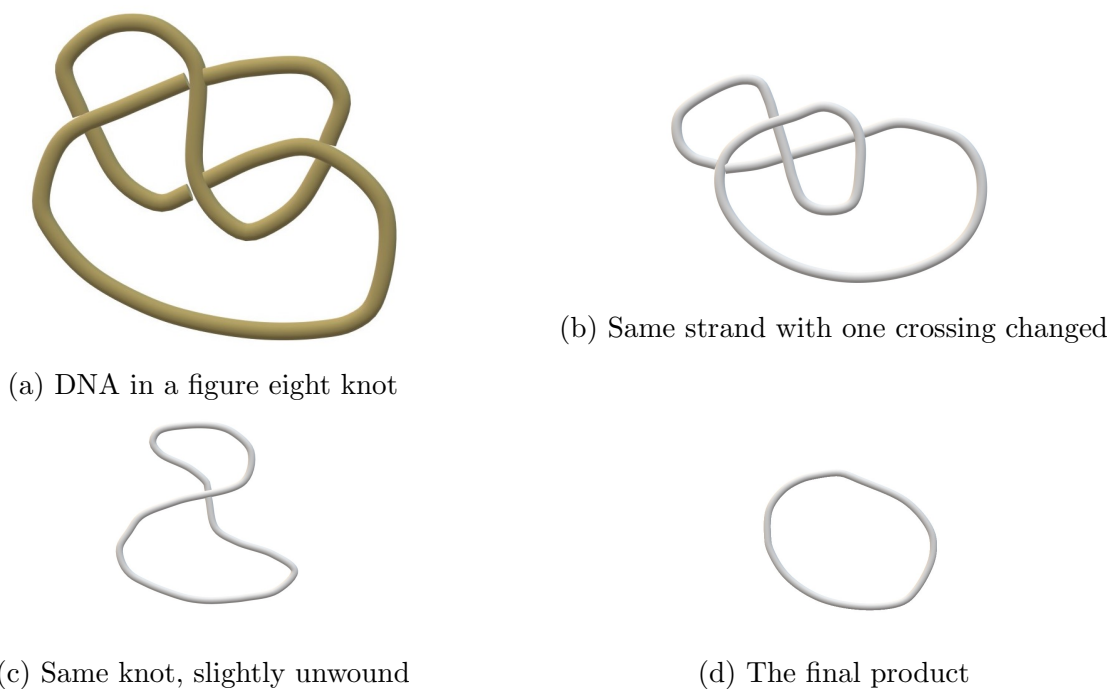 (b) Same strand with one crossing changed
(a) DNA in a figure eight knot
(c) Same knot, slightly unwound
(d) The final product